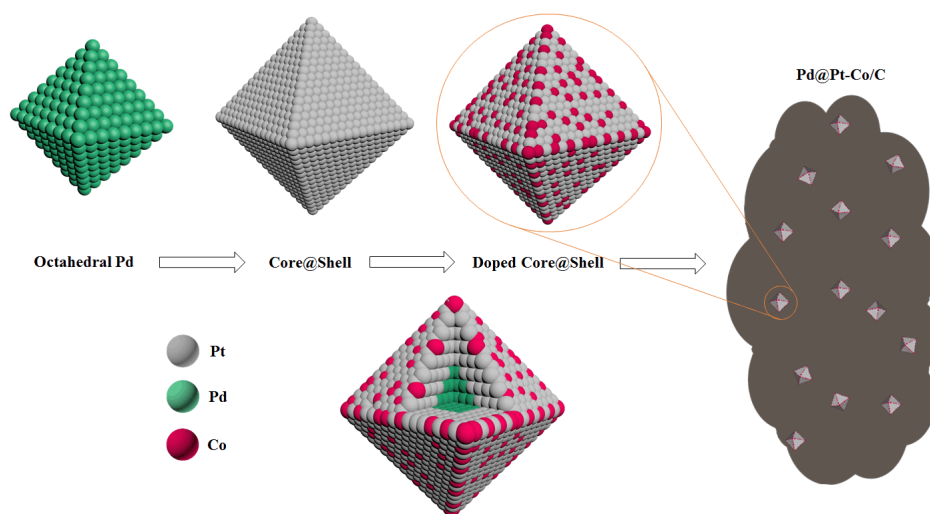 Pd@Pt-Co/C
Octahedral Pd
Core@Shell
Doped Core@Shell
Pt
Pd
Co